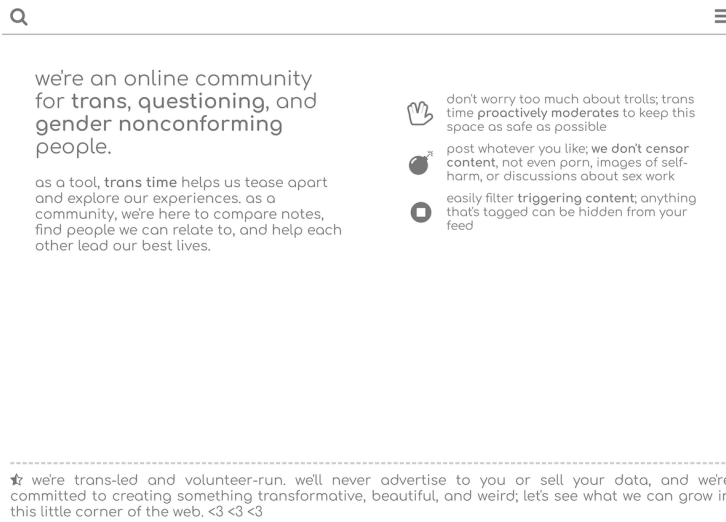 we're an online community
for trans, questioning, and
gender nonconforming
people.
as a tool, trans time helps us tease apart
and explore our experiences. as a
community, we're here to compare notes,
find people we can relate to, and help each
other lead our best lives.
don't worry too much about trolls; trans
time proactively moderates to keep this
space as safe as possible
post whatever you like; we don't censor
content, not even porn, images of self-
harm, or discussions about sex work
easily filter triggering content; anything
that's tagged can be hidden from your
feed
we're trans-led and volunteer-run. we'll never advertise to you or sell your data, and we're
committed to creating something transformative, beautiful, and weird; let's see what we can grow in
this little corner of the web. <3 <3 <3